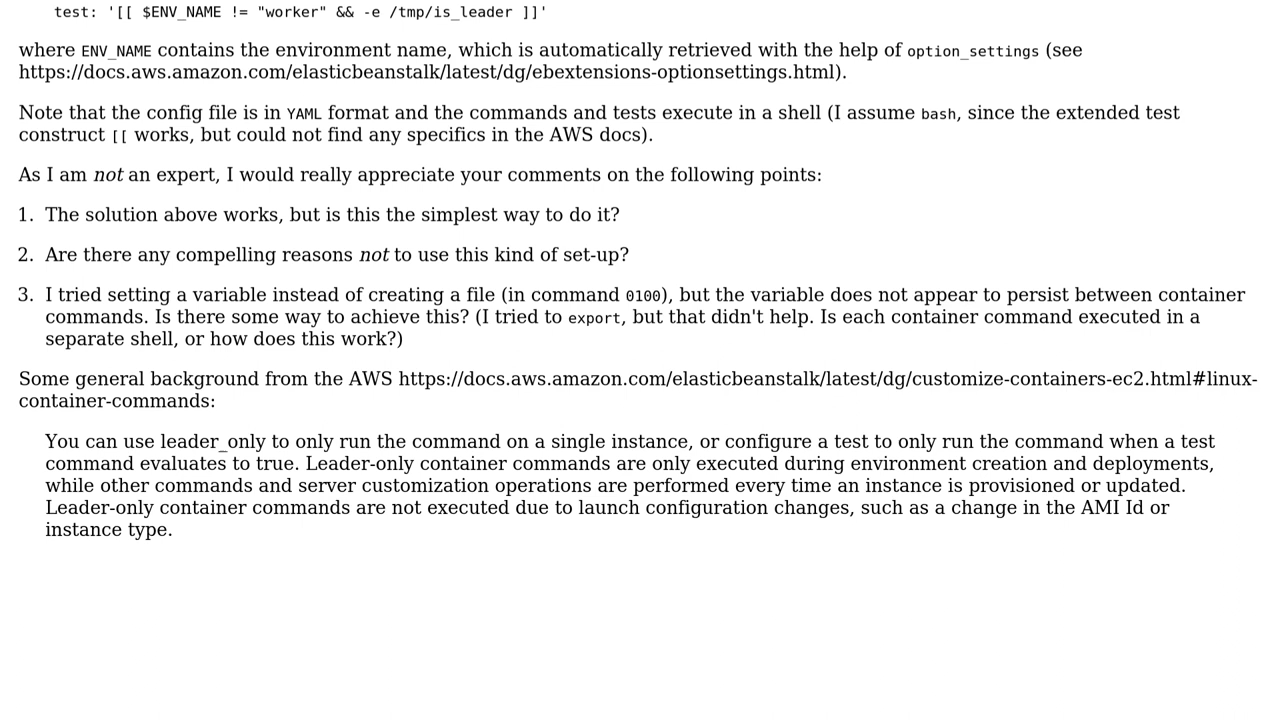 test: '[[ $ENV_NAME != "worker" && -e /tmp/is_leader ]]'
where ENV_NAME contains the environment name, which is automatically retrieved with the help of option_settings (see
https://docs.aws.amazon.com/elasticbeanstalk/latest/dg/ebextensions-optionsettings.html).
Note that the config file is in YAML format and the commands and tests execute in a shell (I assume bash, since the extended test
construct [[ works, but could not find any specifics in the AWS docs).
As I am not an expert, I would really appreciate your comments on the following points:
1. The solution above works, but is this the simplest way to do it?
2. Are there any compelling reasons not to use this kind of set-up?
3. I tried setting a variable instead of creating a file (in command 0100), but the variable does not appear to persist between container
commands. Is there some way to achieve this? (I tried to export, but that didn't help. Is each container command executed in a
separate shell, or how does this work?)
Some general background from the AWS https://docs.aws.amazon.com/elasticbeanstalk/latest/dg/customize-containers-ec2.html#linux-
container-commands:
You can use leader_only to only run the command on a single instance, or configure a test to only run the command when a test
command evaluates to true. Leader-only container commands are only executed during environment creation and deployments,
while other commands and server customization operations are performed every time an instance is provisioned or updated.
Leader-only container commands are not executed due to launch configuration changes, such as a change in the AMI Id or
instance type.